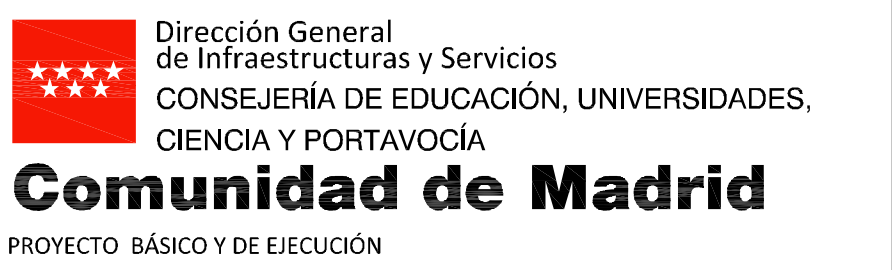 Dirección General
de Infraestructuras y Servicios
CONSEJERÍA DE EDUCACIÓN, UNIVERSIDADES,
CIENCIA Y PORTAVOCÍA
Comunidad de Madrid
PROYECTO BÁSICO Y DE EJECUCIÓN